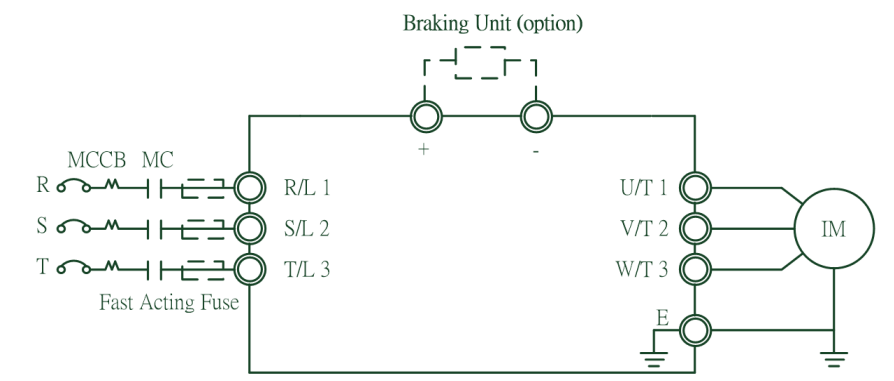 Braking Unit (option)
+
-
MCCB MC
R
R/L 1
U/T 1
S
S/L 2
V/T 2
IM
T
T/L 3
W/T 3
Fast Acting Fuse
E